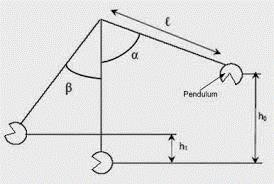 ℓ
α
β
Pendulum
h₀
h₁